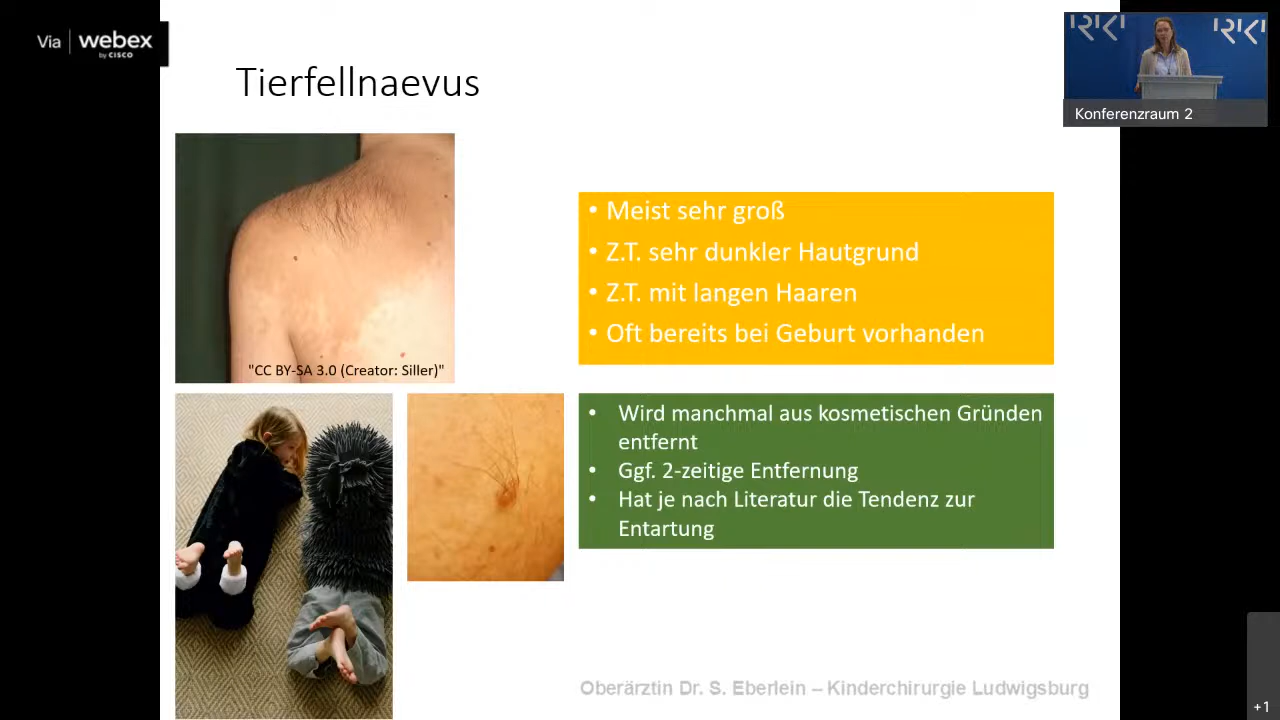 Via webex
by CISCO
Tierfellnaevus
RKI RKI
Konferenzraum 2
"CC BY-SA 3.0 (Creator: Siller)"
• Meist sehr groß
• Z.T. sehr dunkler Hautgrund
• Z.T. mit langen Haaren
• Oft bereits bei Geburt vorhanden
• Wird manchmal aus kosmetischen Gründen
entfernt
• Ggf. 2-zeitige Entfernung
• Hat je nach Literatur die Tendenz zur
Entartung
Oberärztin Dr. S. Eberlein – Kinderchirurgie Ludwigsburg
+1